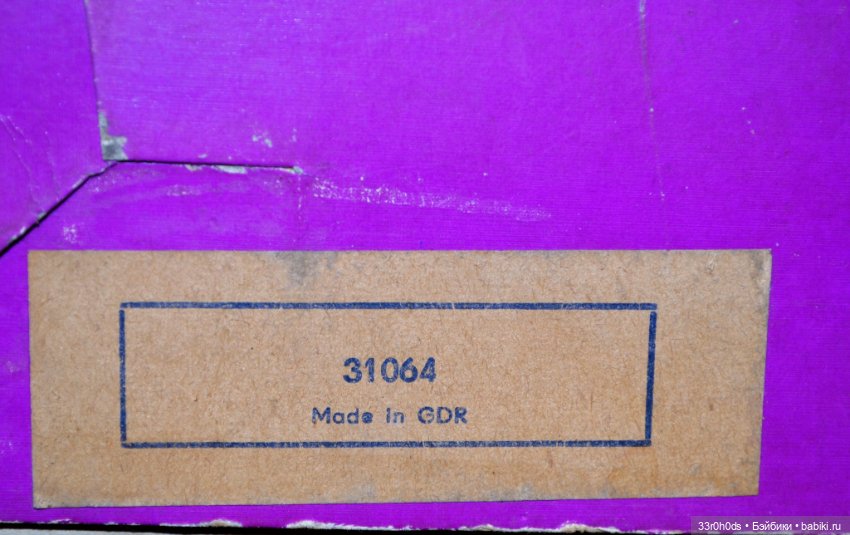 31064
Made in GDR
33r0h0ds • Бэйбики • babiki.ru